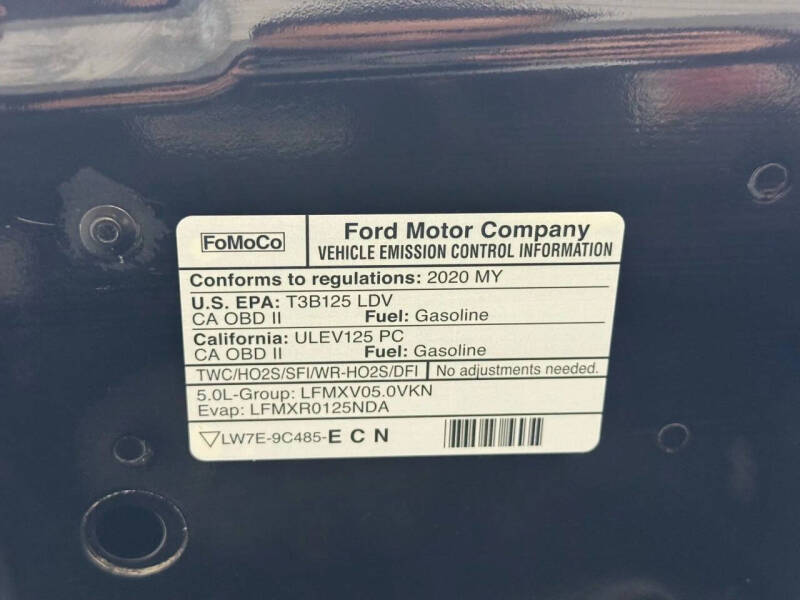 FoMoCo
Ford Motor Company
VEHICLE EMISSION CONTROL INFORMATION
Conforms to regulations: 2020 MY
U.S. EPA: T3B125 LDV
CA OBD II Fuel: Gasoline
California: ULEV125 PC
CA OBD II Fuel: Gasoline
TWC/HO2S/SFI/WR-HO2S/DFI No adjustments needed.
5.0L-Group: LFMXV05.0VKN
Evap: LFMXR0125NDA
LW7E-9C485-E C N